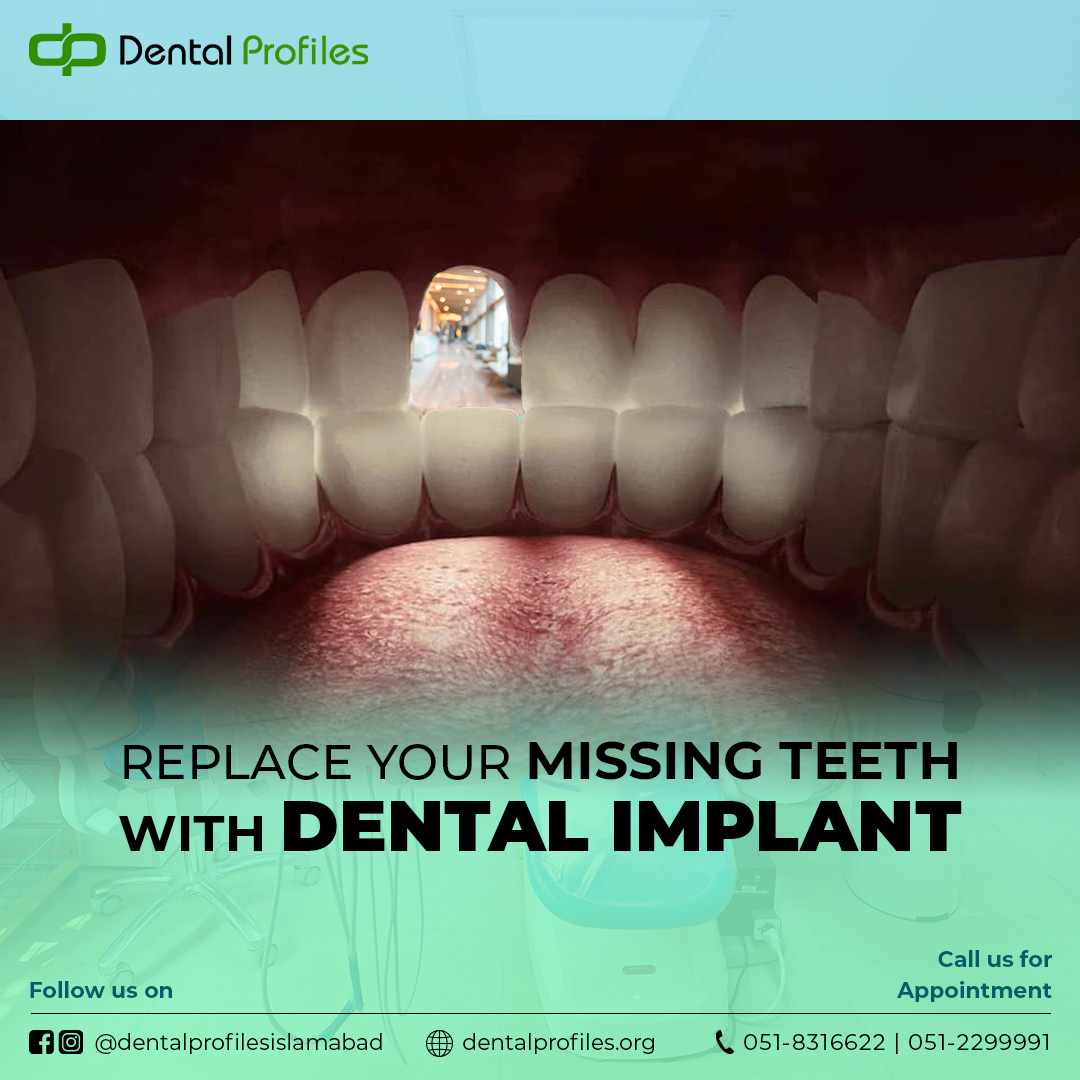 dp Dental Profiles
REPLACE YOUR MISSING TEETH
WITH DENTAL IMPLANT
Follow us on
@dentalprofilesislamabad
dentalprofiles.org
Call us for
Appointment
051-8316622 | 051-2299991